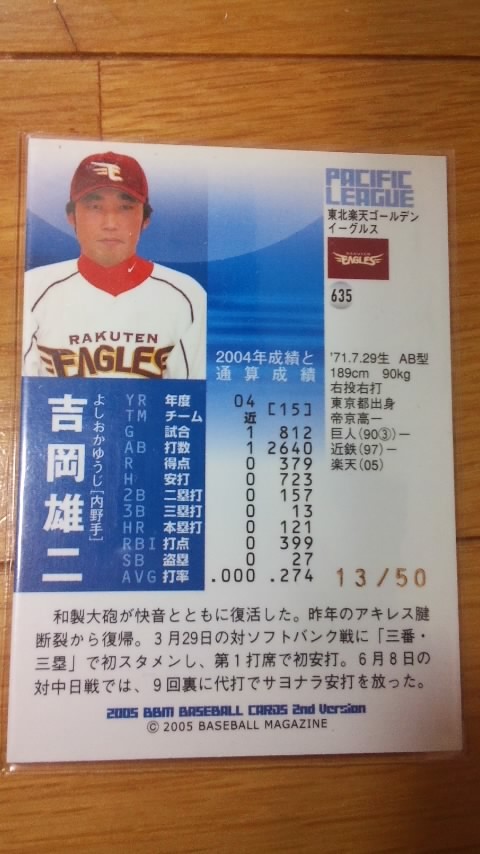 PACIFIC
LEAGUE
東北楽天ゴールデン
イーグルス
RAKUTEN
EAGLES
635
RAKUTEN
EAGLES
吉岡雄二
よしおかゆうじ[内野手]
2004年成績と
通算成績
YR 年度 04 [15]
TM チーム 近
G 試合 1 812
AB 打数 1 2640
R 得点 0 379
H 安打 0 723
2B 二塁打 0 157
3B 三塁打 0 13
HR 本塁打 0 121
RBI 打点 0 399
SB 盗塁 0 27
AVG 打率 .000 .274
'71.7.29生 AB型
189cm 90kg
右投右打
東京都出身
帝京高―
巨人(90③)―
近鉄(97)―
楽天(05)
13/50
和製大砲が快音とともに復活した。昨年のアキレス腱
断裂から復帰。3月29日の対ソフトバンク戦に「三番・
三塁」で初スタメンし、第1打席で初安打。6月8日の
対中日戦では、9回裏に代打でサヨナラ安打を放った。
2005 BBM BASEBALL CARDS 2nd Version
© 2005 BASEBALL MAGAZINE